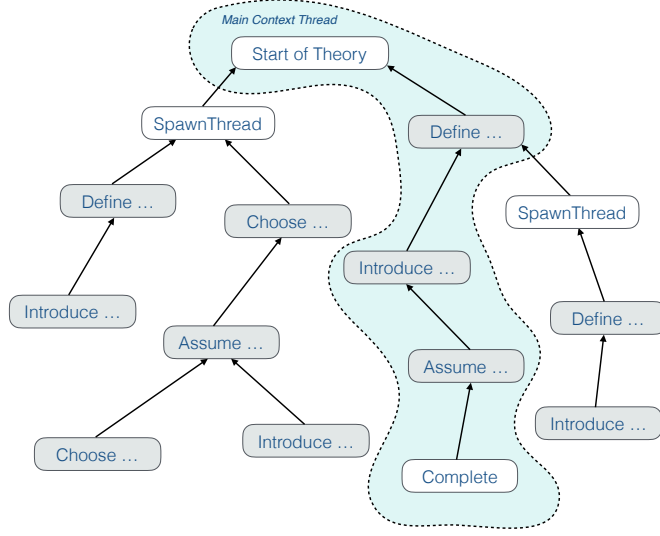 Main Context Thread
Start of Theory
SpawnThread
Define ...
Define ...
Choose ...
SpawnThread
Introduce ...
Introduce ...
Define ...
Assume ...
Assume ...
Introduce ...
Choose ...
Introduce ...
Complete